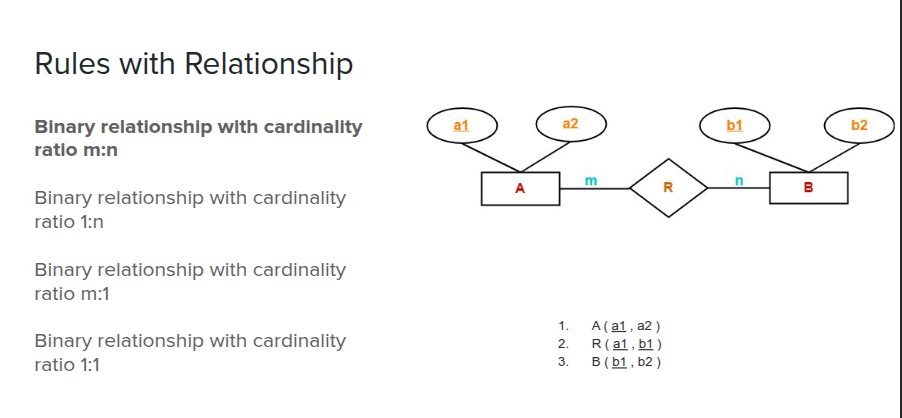 Rules with Relationship
Binary relationship with cardinality
ratio m:n
Binary relationship with cardinality
ratio 1:n
Binary relationship with cardinality
ratio m:1
Binary relationship with cardinality
ratio 1:1
a1
a2
b1
b2
A
m
R
n
B
1. A ( a1 , a2 )
2. R ( a1 , b1 )
3. B ( b1 , b2 )